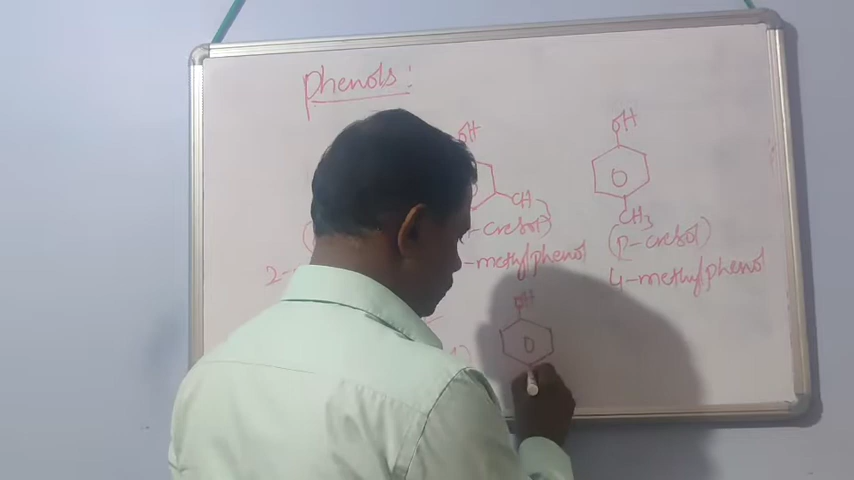 Phenols:
OH
OH
CH3
CH3
-cresol)
(p-cresol)
2-
-methylphenol
4-methylphenol
OH